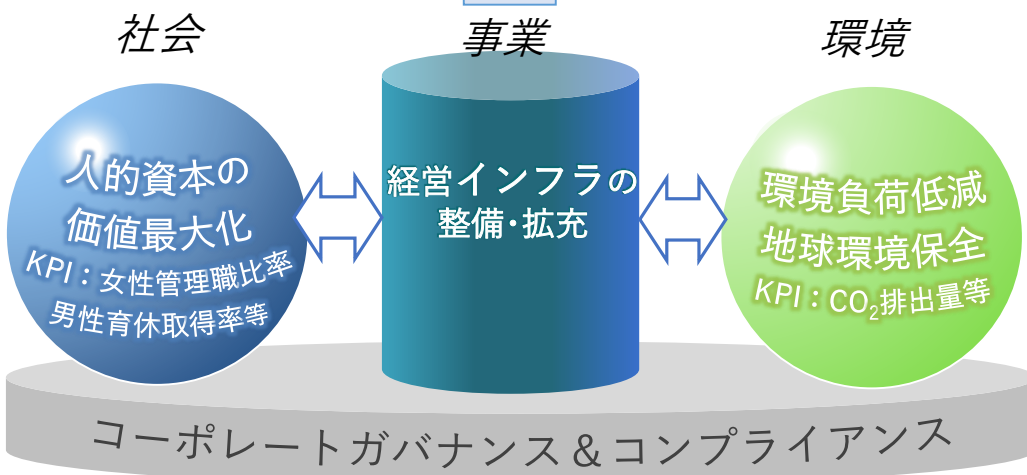 社会
事業
環境
人的資本の
価値最大化
KPI：女性管理職比率
男性育休取得率等
経営インフラの
整備・拡充
環境負荷低減
地球環境保全
KPI：CO₂排出量等
コーポレートガバナンス＆コンプライアンス